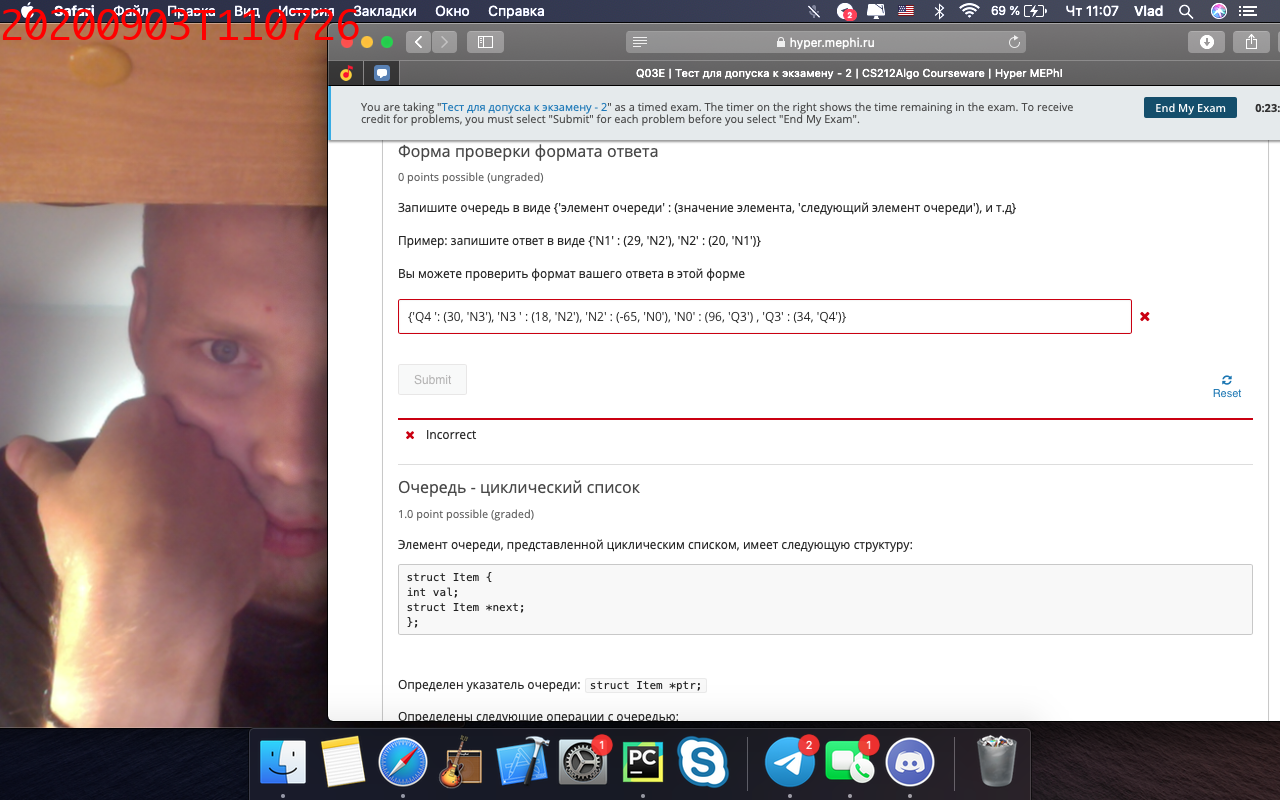 Safari Файл Правка Вид История Закладки Окно Справка 69 % Чт 11:07 Vlad
20200903T110726
hyper.mephi.ru
Q03E | Тест для допуска к экзамену - 2 | CS212Algo Courseware | Hyper MEPhI
You are taking "Тест для допуска к экзамену - 2" as a timed exam. The timer on the right shows the time remaining in the exam. To receive
credit for problems, you must select "Submit" for each problem before you select "End My Exam".
End My Exam
0:23:
Форма проверки формата ответа
0 points possible (ungraded)
Запишите очередь в виде {'элемент очереди' : (значение элемента, 'следующий элемент очереди'), и т.д}
Пример: запишите ответ в виде {'N1' : (29, 'N2'), 'N2' : (20, 'N1')}
Вы можете проверить формат вашего ответа в этой форме
{'Q4 ': (30, 'N3'), 'N3 ' : (18, 'N2'), 'N2' : (-65, 'N0'), 'N0' : (96, 'Q3') , 'Q3' : (34, 'Q4')}
Submit
Reset
Incorrect
Очередь - циклический список
1.0 point possible (graded)
Элемент очереди, представленной циклическим списком, имеет следующую структуру:
struct Item {
int val;
struct Item *next;
};
Определен указатель очереди: struct Item *ptr;
Определены следующие операции с очередью:
2
1
PC
1
2
1